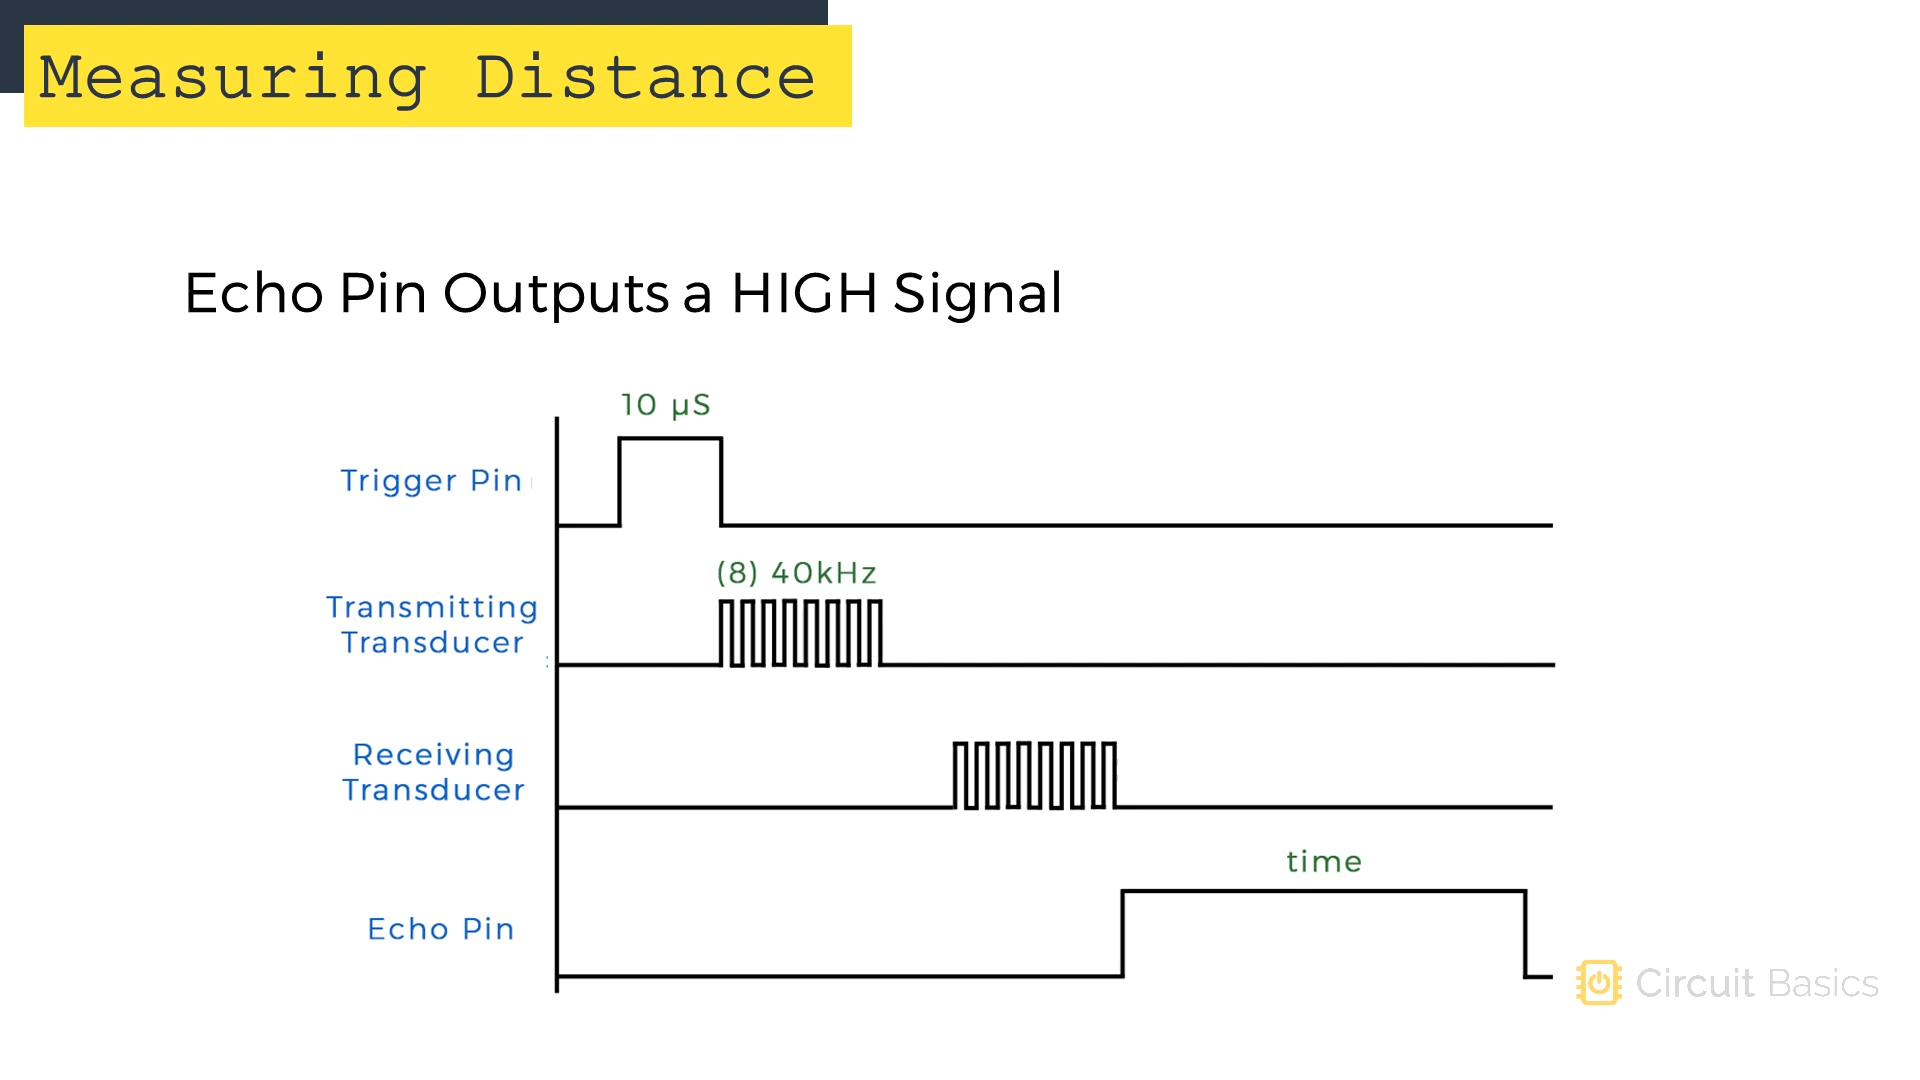 Measuring Distance
Echo Pin Outputs a HIGH Signal
10 µS
Trigger Pin
(8) 40kHz
Transmitting
Transducer
Receiving
Transducer
time
Echo Pin
Circuit Basics